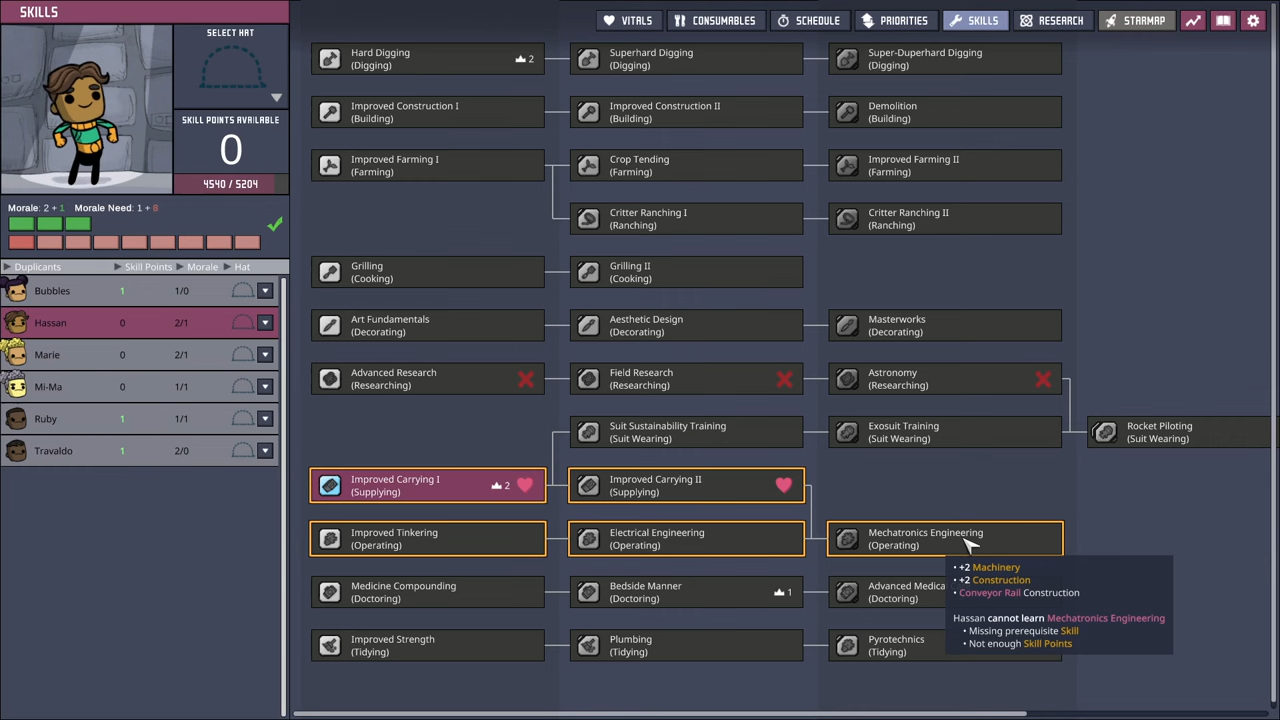 SKILLS
VITALS
CONSUMABLES
SCHEDULE
PRIORITIES
SKILLS
RESEARCH
STARMAP
SELECT HAT
SKILL POINTS AVAILABLE
0
4540 / 5204
Morale: 2 + 1 Morale Need: 1 + 8
Duplicants Skill Points Morale Hat
Bubbles 1 1/0
Hassan 0 2/1
Marie 0 2/1
Mi-Ma 0 1/1
Ruby 1 1/1
Travaldo 1 2/0
Hard Digging
(Digging)
2
Superhard Digging
(Digging)
Super-Duperhard Digging
(Digging)
Improved Construction I
(Building)
Improved Construction II
(Building)
Demolition
(Building)
Improved Farming I
(Farming)
Crop Tending
(Farming)
Improved Farming II
(Farming)
Critter Ranching I
(Ranching)
Critter Ranching II
(Ranching)
Grilling
(Cooking)
Grilling II
(Cooking)
Art Fundamentals
(Decorating)
Aesthetic Design
(Decorating)
Masterworks
(Decorating)
Advanced Research
(Researching)
Field Research
(Researching)
Astronomy
(Researching)
Suit Sustainability Training
(Suit Wearing)
Exosuit Training
(Suit Wearing)
Rocket Piloting
(Suit Wearing)
Improved Carrying I
(Supplying)
2
Improved Carrying II
(Supplying)
Improved Tinkering
(Operating)
Electrical Engineering
(Operating)
Mechatronics Engineering
(Operating)
Medicine Compounding
(Doctoring)
Bedside Manner
(Doctoring)
1
Advanced Medica
(Doctoring)
Improved Strength
(Tidying)
Plumbing
(Tidying)
Pyrotechnics
(Tidying)
• +2 Machinery
• +2 Construction
• Conveyor Rail Construction
Hassan cannot learn Mechatronics Engineering
• Missing prerequisite Skill
• Not enough Skill Points